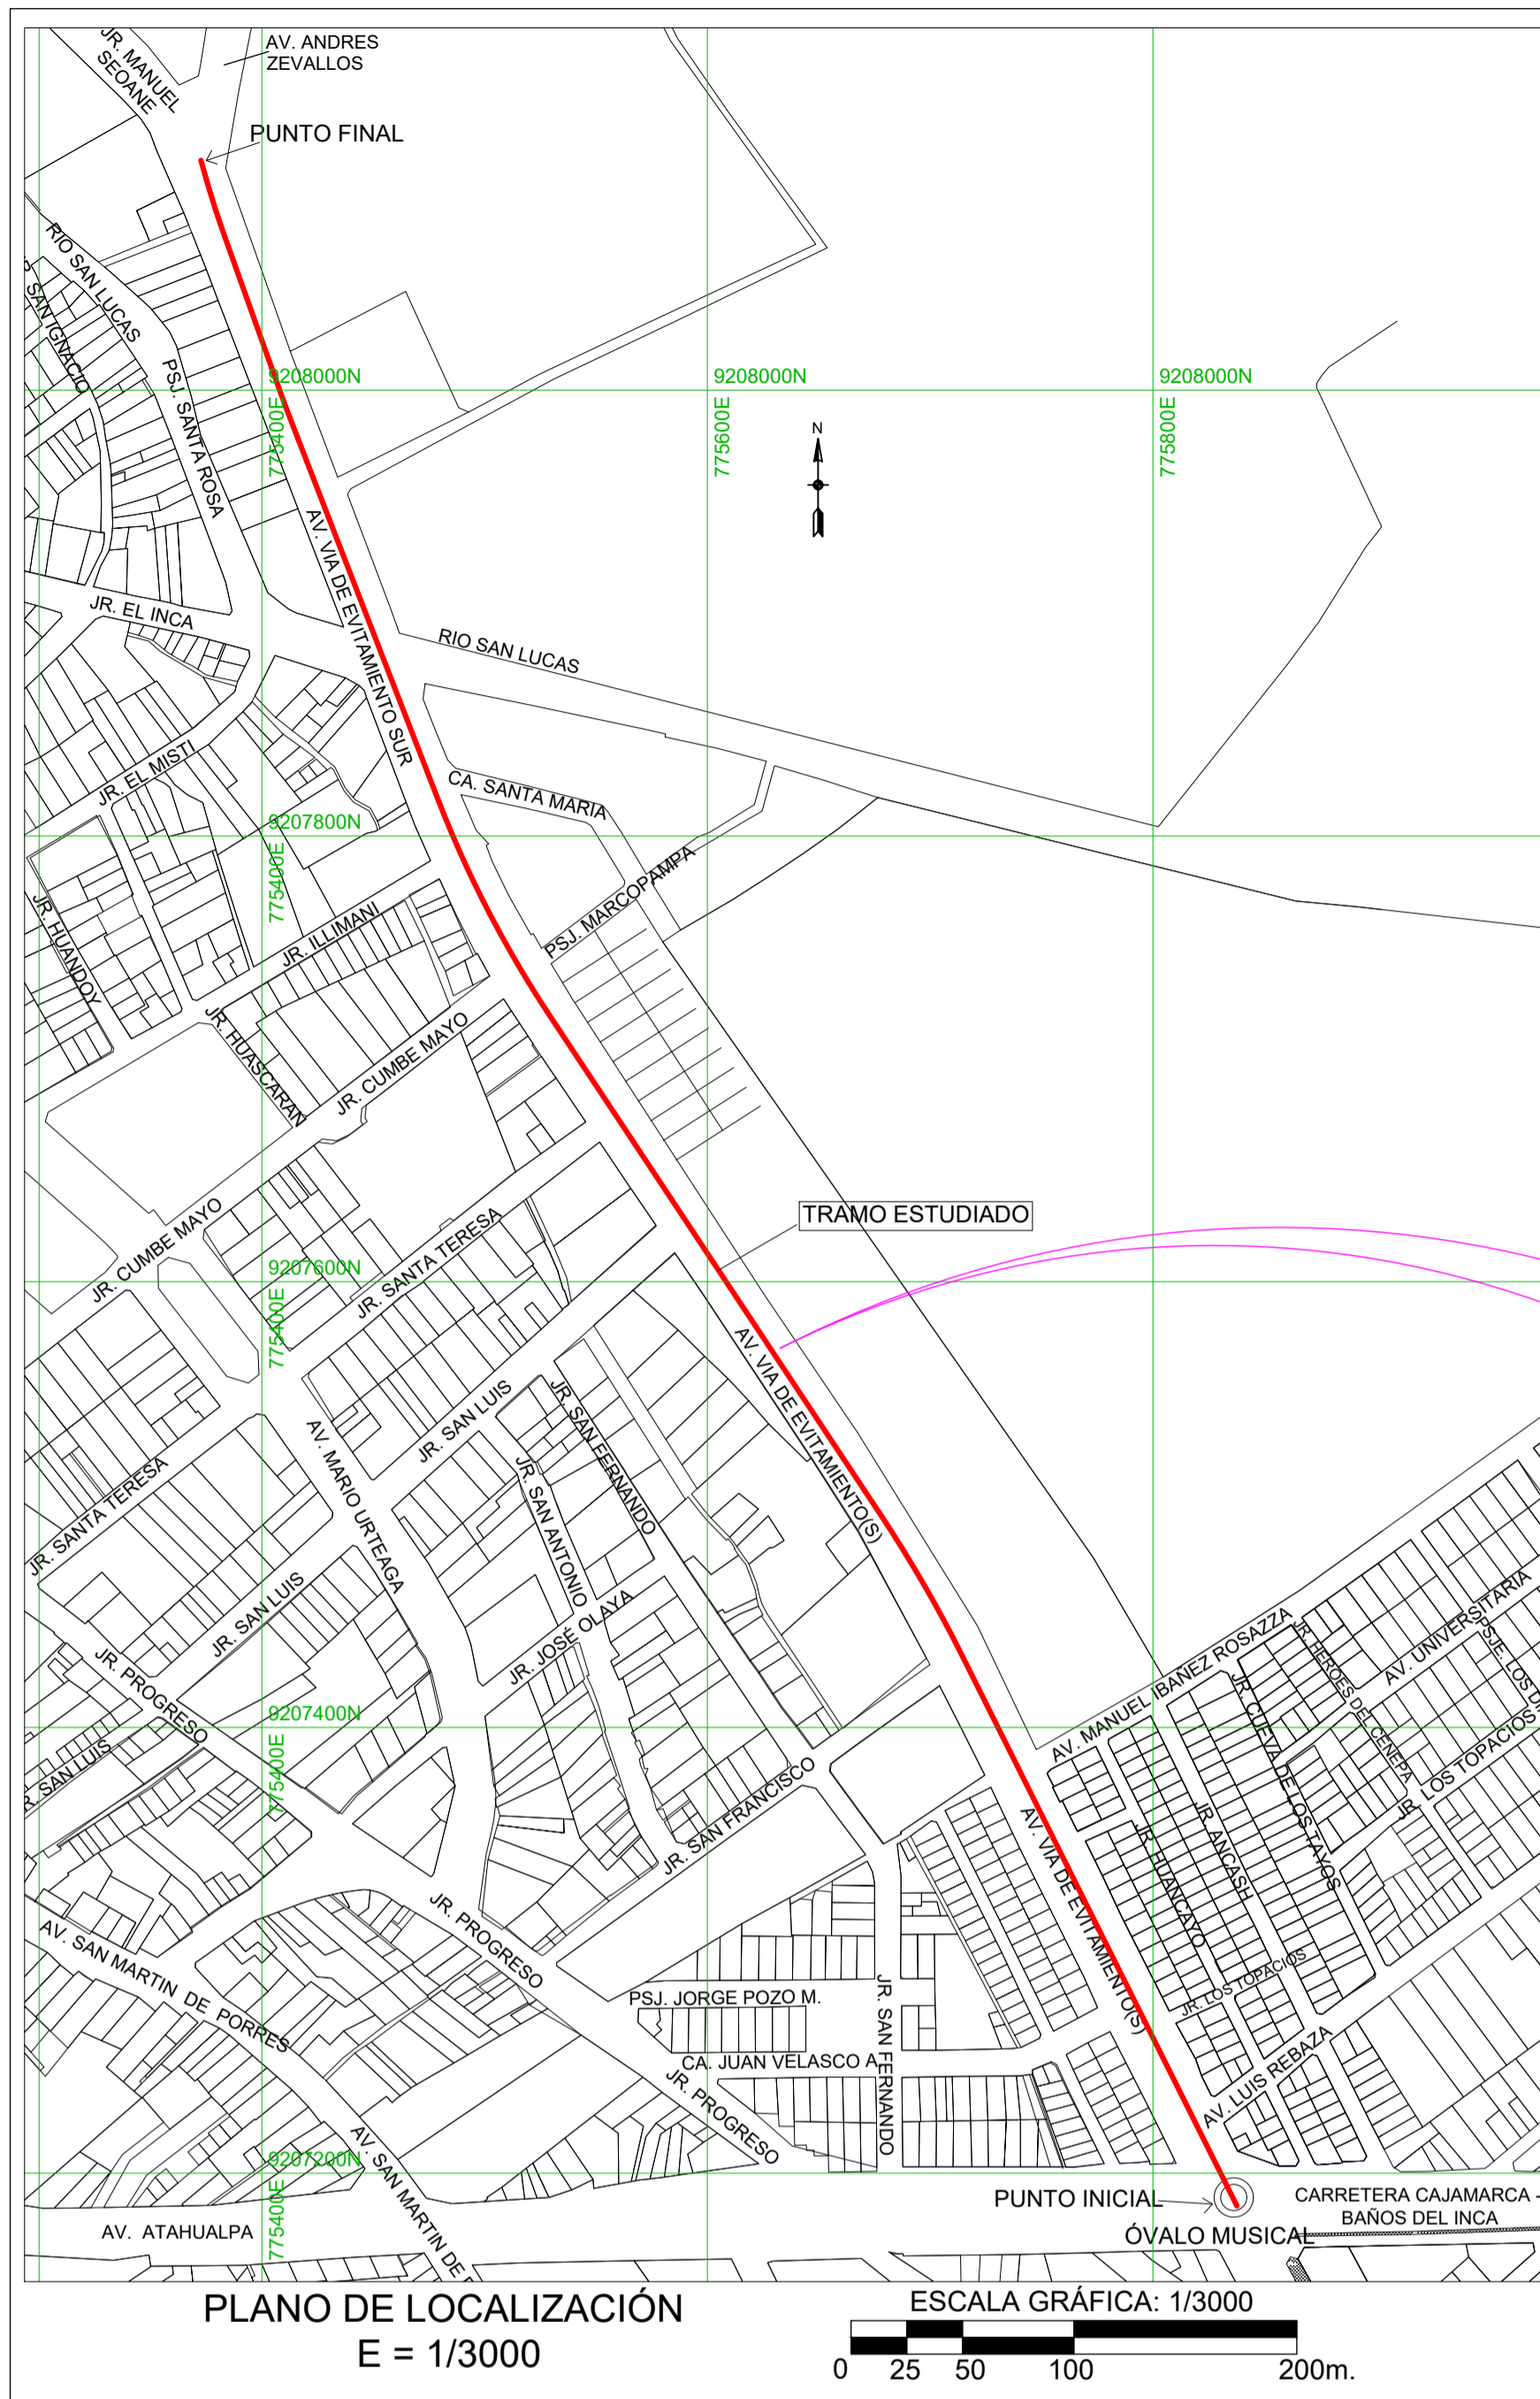 JR. MANUEL
SEOANE
AV. ANDRES
ZEVALLOS
PUNTO FINAL
RIO SAN LUCAS
SAN IGNACIO
PSJ. SANTA ROSA
9208000N
775400E
9208000N
775600E
9208000N
775800E
N
AV. VIA DE EVITAMIENTO SUR
JR. EL INCA
RIO SAN LUCAS
JR. EL MISTI
CA. SANTA MARIA
9207800N
775400E
PSJ. MARCOPAMPA
JR. HUANDOY
JR. ILLIMANI
JR. HUASCARAN
JR. CUMBE MAYO
JR. CUMBE MAYO
JR. SANTA TERESA
TRAMO ESTUDIADO
9207600N
775400E
AV. VIA DE EVITAMIENTO(S)
JR. SAN LUIS
JR. SAN FERNANDO
AV. MARIO URTEAGA
JR. SAN ANTONIO
JR. SANTA TERESA
JR. SAN LUIS
JR. JOSÉ OLAYA
JR. PROGRESO
AV. MANUEL IBAÑEZ ROSAZZA
JR. HEROES DEL CENEPA
AV. UNIVERSITARIA
PSJE. LOS DI
JR. CUEVA DE LOS TAYOS
JR. LOS TOPACIOS
9207400N
775400E
R. SAN LUIS
JR. SAN FRANCISCO
AV. VIA DE EVITAMIENTO(S)
JR. HUANCAYO
JR. ANCASH
JR. PROGRESO
AV. SAN MARTIN DE PORRES
PSJ. JORGE POZO M.
JR. SAN FERNANDO
JR. LOS TOPACIOS
CA. JUAN VELASCO A.
JR. PROGRESO
AV. LUIS REBAZA
9207200N
775400E
AV. SAN MARTIN DE
PUNTO INICIAL
CARRETERA CAJAMARCA -
BAÑOS DEL INCA
AV. ATAHUALPA
ÓVALO MUSICAL
PLANO DE LOCALIZACIÓN
E = 1/3000
ESCALA GRÁFICA: 1/3000
0 25 50 100 200m.